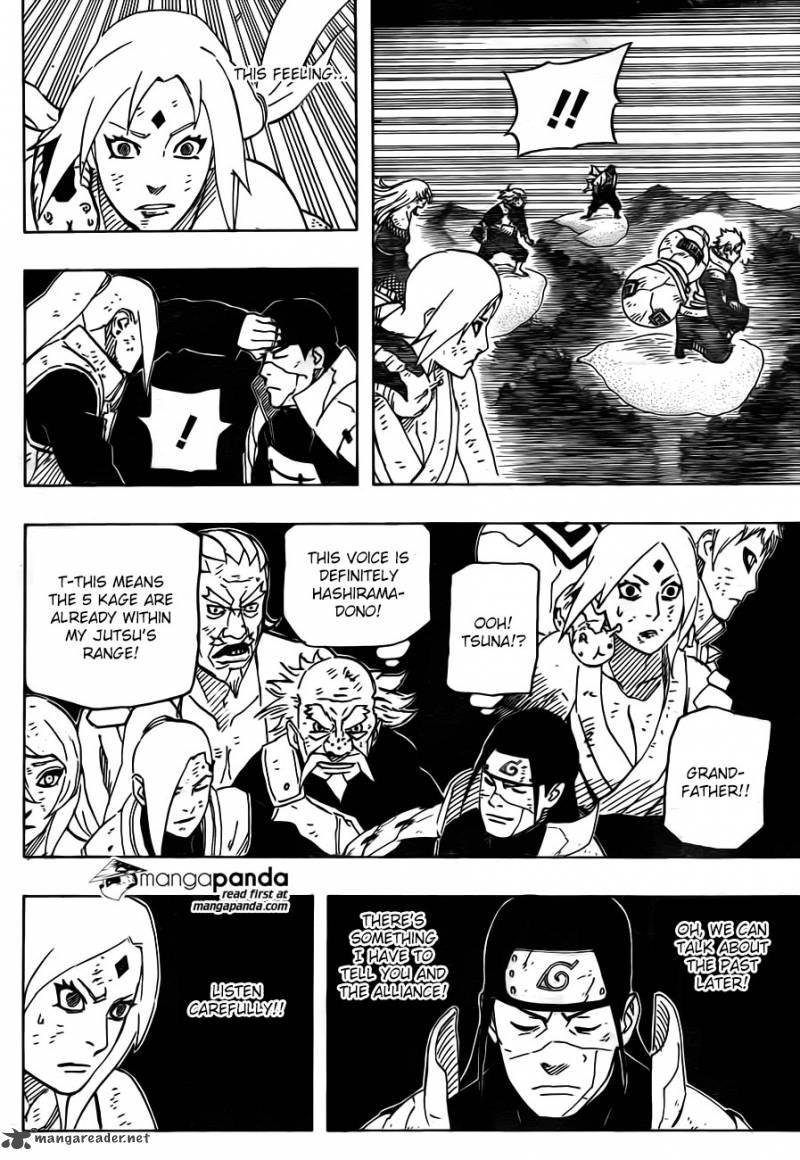 !!
THIS FEELING...
!
THIS VOICE IS
DEFINITELY
HASHIRAMA-
DONO!
T-THIS MEANS
THE 5 KAGE ARE
ALREADY WITHIN
MY JUTSU'S
RANGE!
OOH!
TSUNA!?
GRAND-
FATHER!!
OH, WE CAN
TALK ABOUT
THE PAST
LATER!
THERE'S
SOMETHING
I HAVE TO
TELL YOU AND
THE ALLIANCE!
LISTEN
CAREFULLY!!
mangapanda
read first at
mangapanda.com
mangareader.net